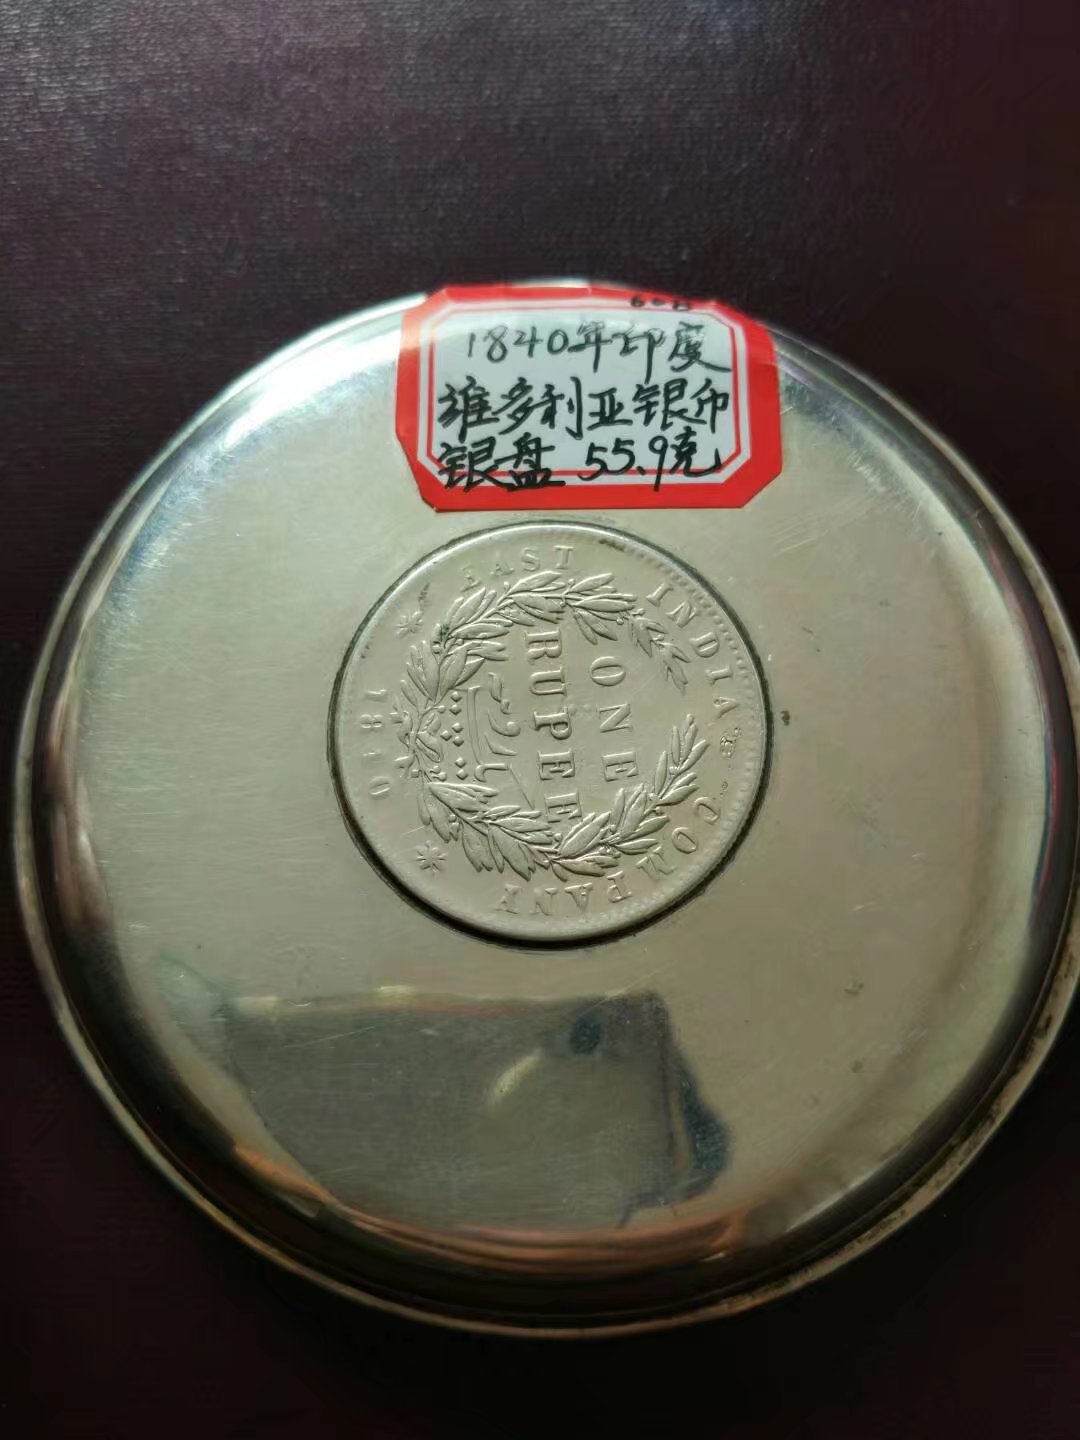 1840年印度
维多利亚银币
银盘 55.9克
EAST INDIA COMPANY
ONE
RUPEE
1840